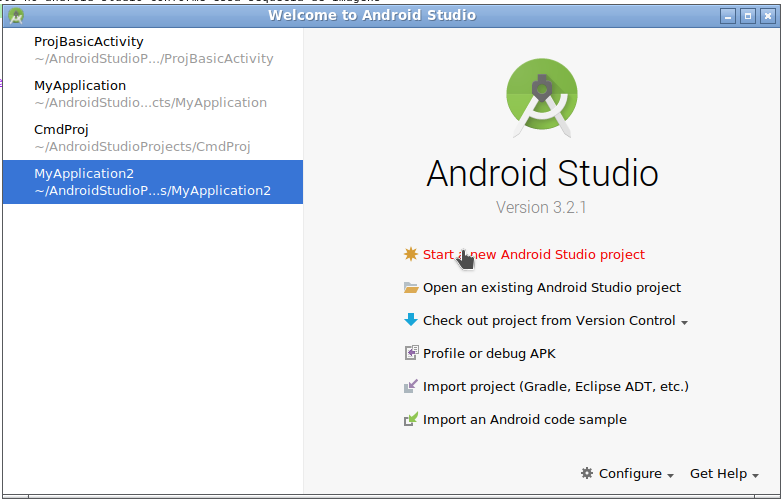 Welcome to Android Studio
ProjBasicActivity
~/AndroidStudioP.../ProjBasicActivity
MyApplication
~/AndroidStudio...cts/MyApplication
CmdProj
~/AndroidStudioProjects/CmdProj
MyApplication2
~/AndroidStudioP...s/MyApplication2
Android Studio
Version 3.2.1
Start a new Android Studio project
Open an existing Android Studio project
Check out project from Version Control
Profile or debug APK
Import project (Gradle, Eclipse ADT, etc.)
Import an Android code sample
Configure
Get Help